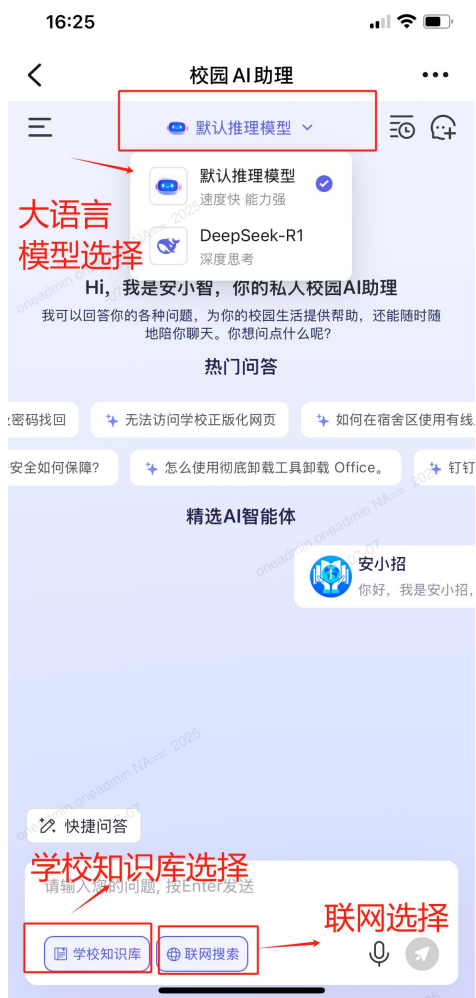 16:25
校园AI助理
默认推理模型
默认推理模型
速度快 能力强
DeepSeek-R1
深度思考
大语言
模型选择
Hi，我是安小智，你的私人校园AI助理
我可以回答你的各种问题，为你的校园生活提供帮助，还能随时随
地陪你聊天。你想问点什么呢？
热门问答
密码找回
无法访问学校正版化网页
如何在宿舍区使用有线
安全如何保障?
怎么使用彻底卸载工具卸载 Office。
钉钉
精选AI智能体
安小招
你好，我是安小招，
oneadmin oneadmin NA== 2025
07-07
快捷问答
学校知识库选择
请输入您的问题, 按Enter发送
联网选择
学校知识库
联网搜索